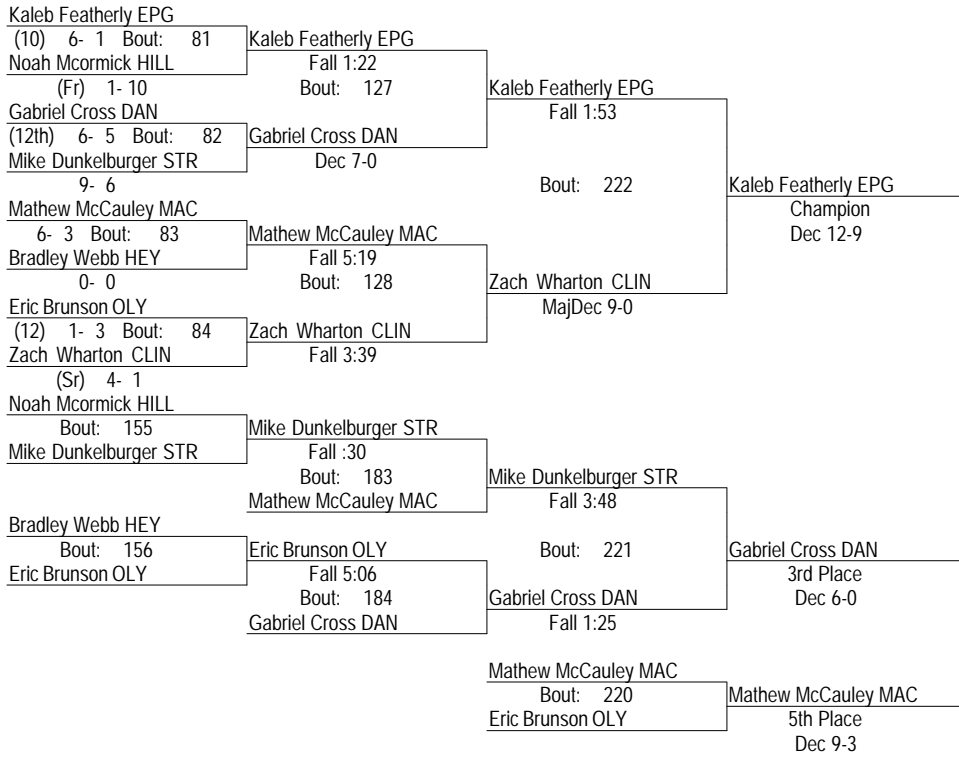 Kaleb Featherly EPG
(10) 6- 1 Bout: 81
Noah Mcormick HILL
(Fr) 1- 10
Gabriel Cross DAN
(12th) 6- 5 Bout: 82
Mike Dunkelburger STR
9- 6
Mathew McCauley MAC
6- 3 Bout: 83
Bradley Webb HEY
0- 0
Eric Brunson OLY
(12) 1- 3 Bout: 84
Zach Wharton CLIN
(Sr) 4- 1
Kaleb Featherly EPG
Fall 1:22
Bout: 127
Gabriel Cross DAN
Dec 7-0
Mathew McCauley MAC
Fall 5:19
Bout: 128
Zach Wharton CLIN
Fall 3:39
Kaleb Featherly EPG
Fall 1:53
Bout: 222
Zach Wharton CLIN
MajDec 9-0
Kaleb Featherly EPG
Champion
Dec 12-9
Noah Mcormick HILL
Bout: 155
Mike Dunkelburger STR
Bradley Webb HEY
Bout: 156
Eric Brunson OLY
Mike Dunkelburger STR
Fall :30
Bout: 183
Mathew McCauley MAC
Eric Brunson OLY
Fall 5:06
Bout: 184
Gabriel Cross DAN
Mike Dunkelburger STR
Fall 3:48
Bout: 221
Gabriel Cross DAN
Fall 1:25
Gabriel Cross DAN
3rd Place
Dec 6-0
Mathew McCauley MAC
Bout: 220
Eric Brunson OLY
Mathew McCauley MAC
5th Place
Dec 9-3